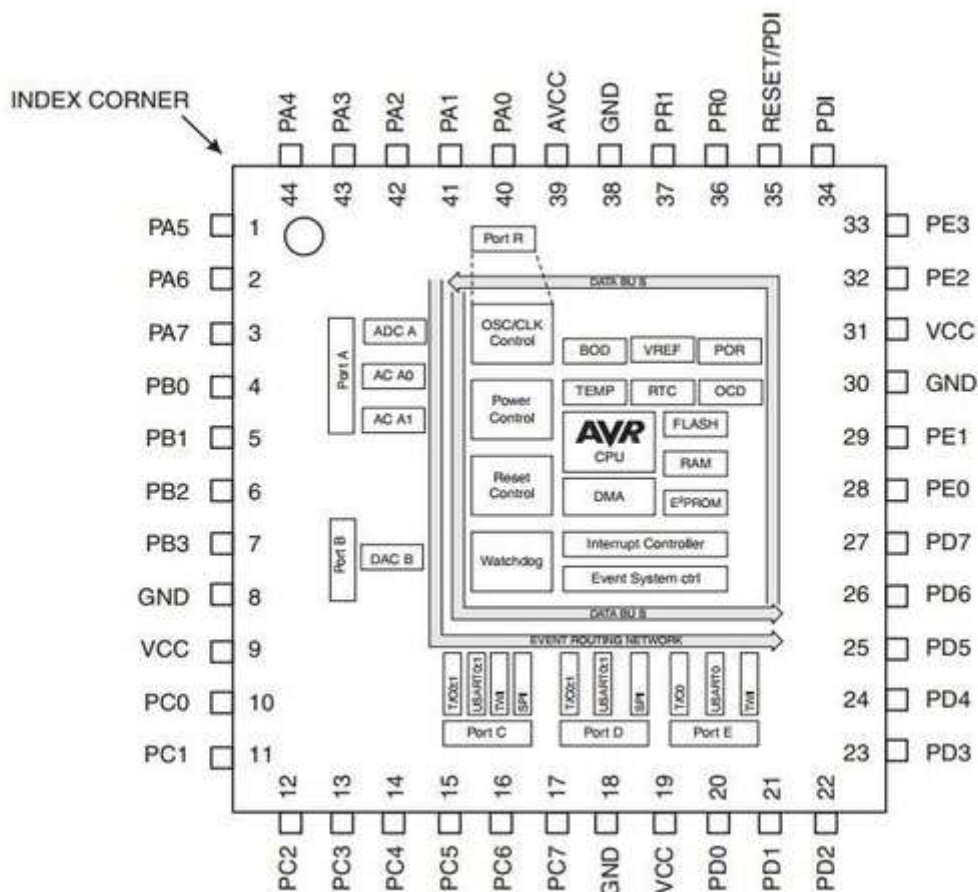 INDEX CORNER
PA4 PA3 PA2 PA1 PA0 AVCC GND PR1 PR0 RESET/PDI PDI
44 43 42 41 40 39 38 37 36 35 34
PA5 1
PA6 2
PA7 3
PB0 4
PB1 5
PB2 6
PB3 7
GND 8
VCC 9
PC0 10
PC1 11
33 PE3
32 PE2
31 VCC
30 GND
29 PE1
28 PE0
27 PD7
26 PD6
25 PD5
24 PD4
23 PD3
Port R
DATA BUS
OSC/CLK
Control
Power
Control
Reset
Control
Watchdog
Port A
ADC A
AC A0
AC A1
Port B
DAC B
BOD VREF POR
TEMP RTC OCD
AVR
CPU
FLASH
RAM
DMA
E²PROM
Interrupt Controller
Event System ctrl
DATA BUS
EVENT ROUTING NETWORK
T/C0:1 USART0:1 TWI SPI
T/C0:1 USART0:1 SPI
T/C0 USART0 TWI
Port C Port D Port E
12 13 14 15 16 17 18 19 20 21 22
PC2 PC3 PC4 PC5 PC6 PC7 GND VCC PD0 PD1 PD2